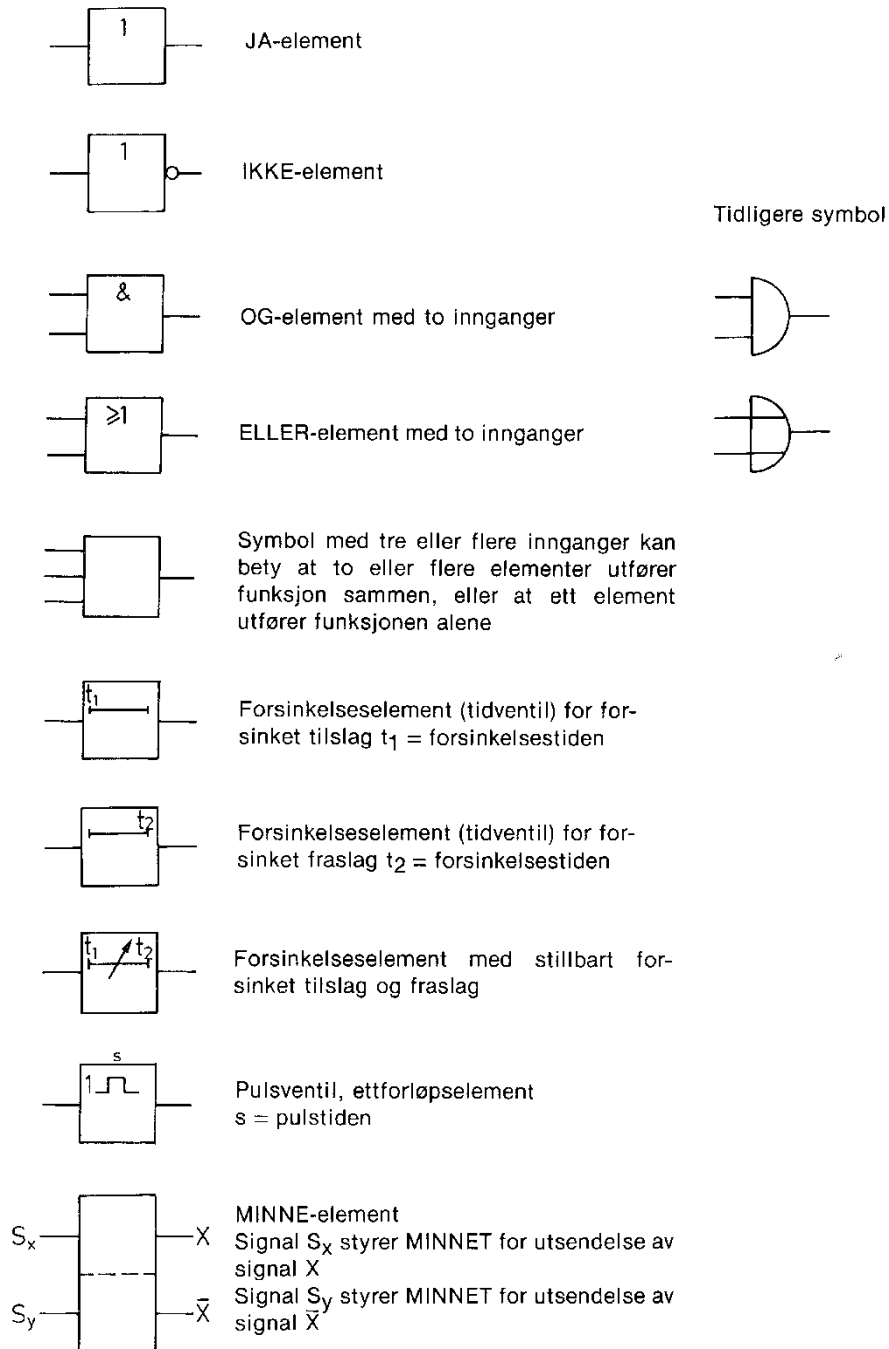 1
JA-element
1
IKKE-element
Tidligere symbol
&
OG-element med to innganger
⩾1
ELLER-element med to innganger
Symbol med tre eller flere innganger kan
bety at to eller flere elementer utfører
funksjon sammen, eller at ett element
utfører funksjonen alene
t₁
Forsinkelseselement (tidventil) for for-
sinket tilslag t₁ = forsinkelsestiden
t₂
Forsinkelseselement (tidventil) for for-
sinket fraslag t₂ = forsinkelsestiden
t₁ t₂
Forsinkelseselement med stillbart for-
sinket tilslag og fraslag
s
1
Pulsventil, ettforløpselement
s = pulstiden
MINNE-element
Sₓ X
Signal Sₓ styrer MINNET for utsendelse av
signal X
Signal Sy styrer MINNET for utsendelse av
Sy X̄
signal X̄